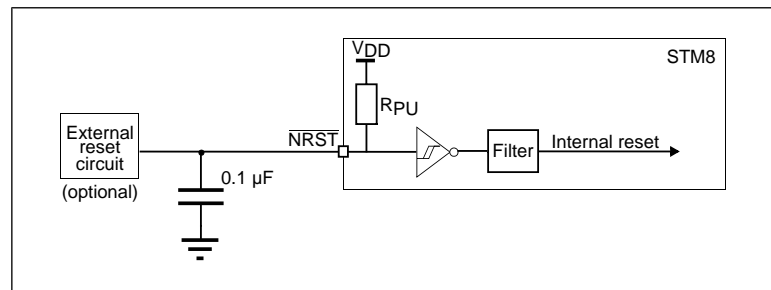 STM8
VDD
RPU
External
reset
circuit
(optional)
NRST
Filter
Internal reset
0.1 µF